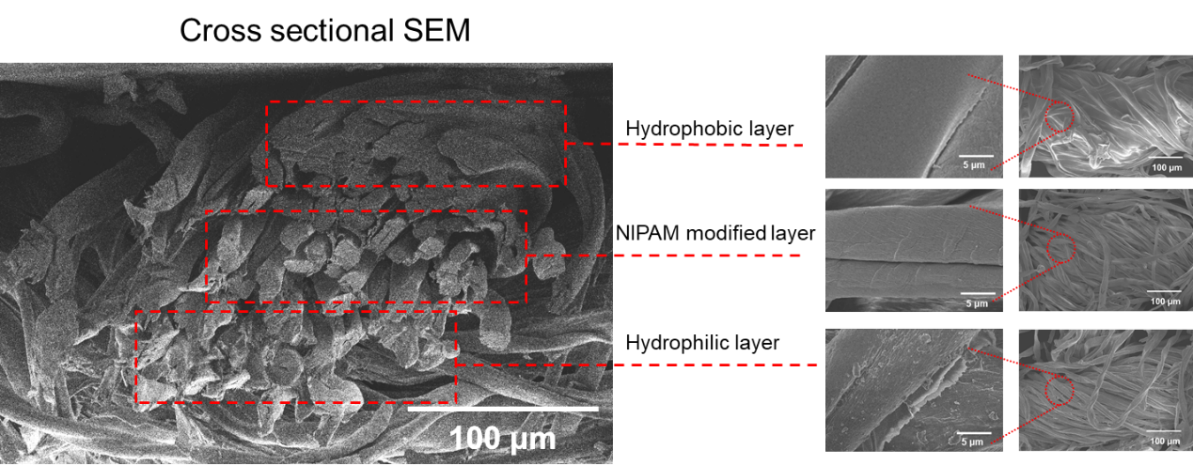 Cross sectional SEM
Hydrophobic layer
NIPAM modified layer
Hydrophilic layer
100 μm
5 μm
100 μm
5 μm
100 μm
5 μm
100 μm